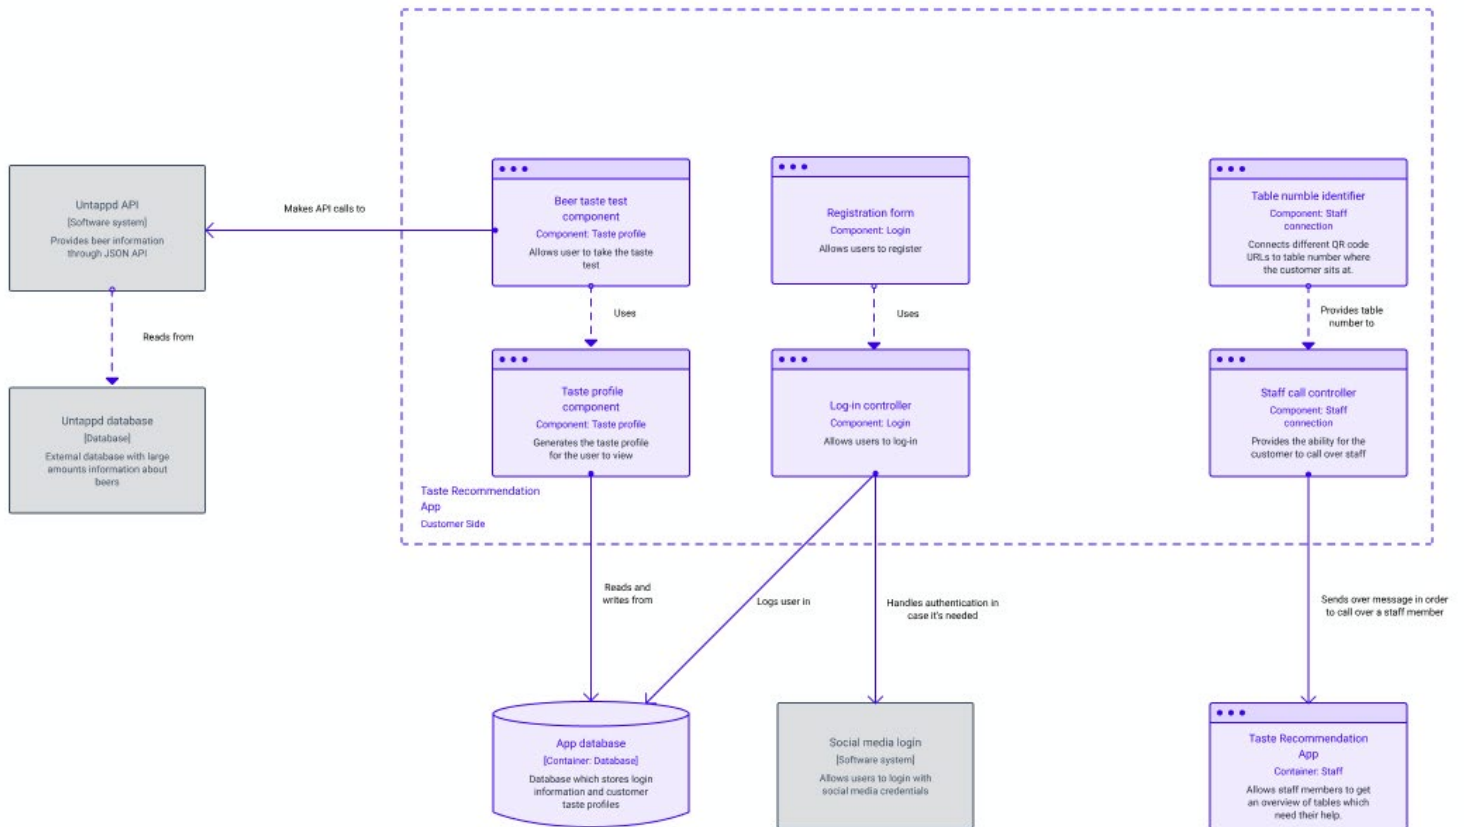 Untappd API
[Software system]
Provides beer information
through JSON API
Makes API calls to
Beer taste test
component
Component: Taste profile
Allows user to take the taste
test
Registration form
Component: Login
Allows users to register
Table numble identifier
Component: Staff
connection
Connects different QR code
URLs to table number where
the customer sits at.
Reads from
Uses
Uses
Provides table
number to
Untappd database
[Database]
External database with large
amounts information about
beers
Taste profile
component
Component: Taste profile
Generates the taste profile
for the user to view
Log-in controller
Component: Login
Allows users to log-in
Staff call controller
Component: Staff
connection
Provides the ability for the
customer to call over staff
Taste Recommendation
App
Customer Side
Reads and
writes from
Logs user in
Handles authentication in
case it's needed
Sends over message in order
to call over a staff member
App database
[Container: Database]
Database which stores login
information and customer
taste profiles
Social media login
[Software system]
Allows users to login with
social media credentials
Taste Recommendation
App
Container: Staff
Allows staff members to get
an overview of tables which
need their help.